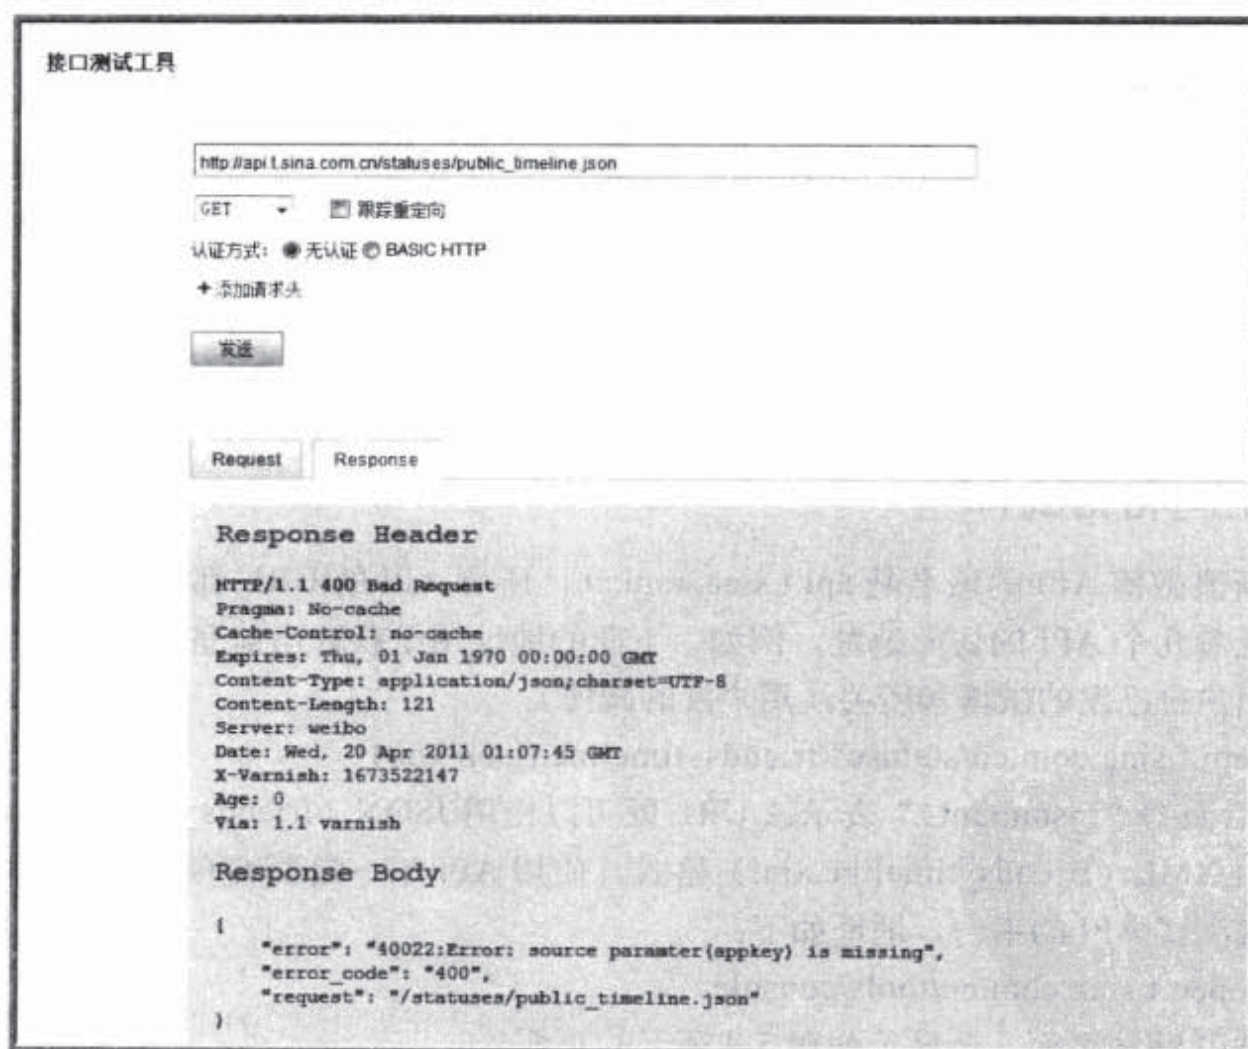 接口测试工具
http://api.t.sina.com.cn/statuses/public_timeline.json
GET 跟踪重定向
认证方式: 无认证 BASIC HTTP
+添加请求头
发送
Request Response
Response Header
HTTP/1.1 400 Bad Request
Pragma: No-cache
Cache-Control: no-cache
Expires: Thu, 01 Jan 1970 00:00:00 GMT
Content-Type: application/json;charset=UTF-8
Content-Length: 121
Server: weibo
Date: Wed, 20 Apr 2011 01:07:45 GMT
X-Varnish: 1673522147
Age: 0
Via: 1.1 varnish
Response Body
{
"error": "40022:Error: source paramter(appkey) is missing",
"error_code": "400",
"request": "/statuses/public_timeline.json"
}